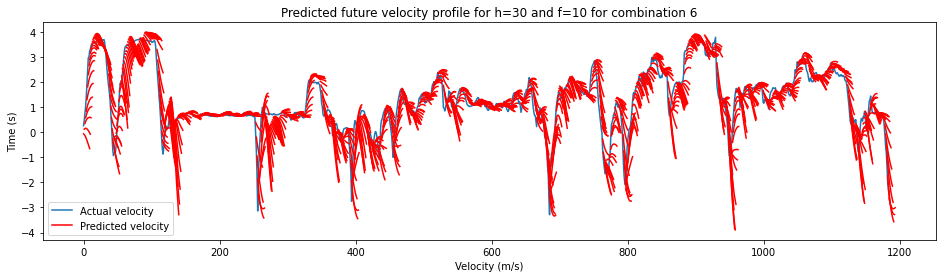 Predicted future velocity profile for h=30 and f=10 for combination 6
Time (s)
4
3
2
1
0
−1
−2
−3
−4
Actual velocity
Predicted velocity
0 200 400 600 800 1000 1200
Velocity (m/s)